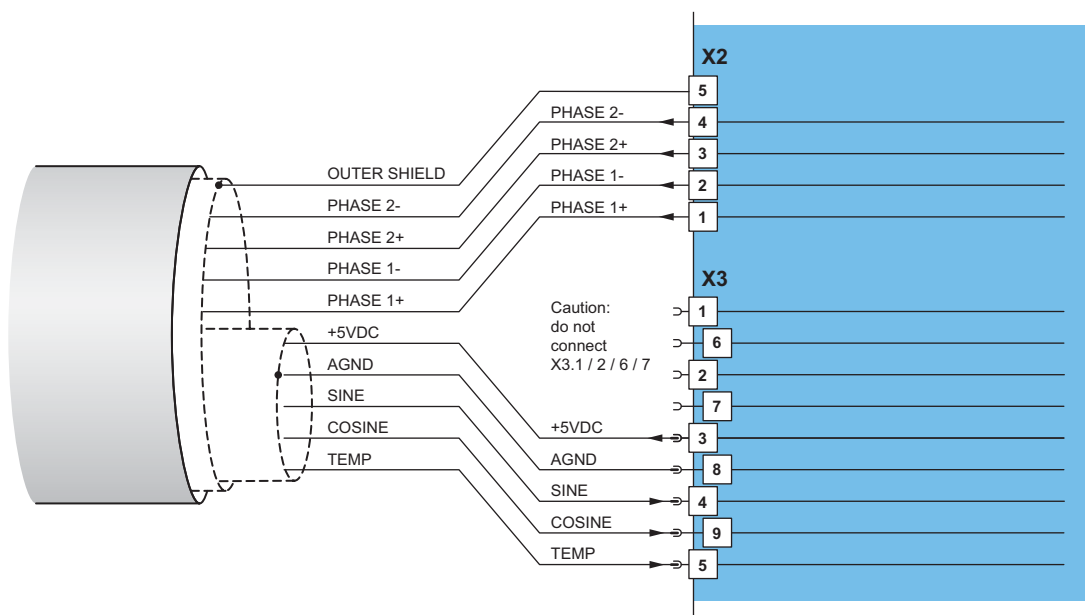 X2
5
PHASE 2-
4
PHASE 2+
3
OUTER SHIELD
PHASE 1-
2
PHASE 2-
PHASE 1+
1
PHASE 2+
PHASE 1-
X3
PHASE 1+
Caution:
do not
connect
X3.1 / 2 / 6 / 7
1
+5VDC
6
AGND
2
SINE
7
COSINE
+5VDC
3
TEMP
AGND
8
SINE
4
COSINE
9
TEMP
5